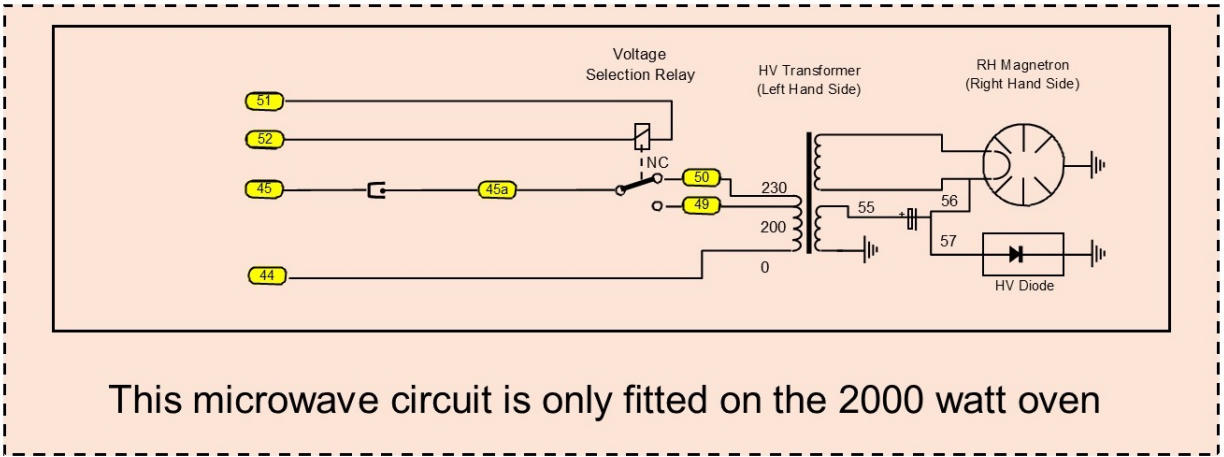 Voltage
Selection Relay
HV Transformer
(Left Hand Side)
RH Magnetron
(Right Hand Side)
51
52
NC
45
45a
50
49
230
200
0
44
55
56
57
+
HV Diode
This microwave circuit is only fitted on the 2000 watt oven